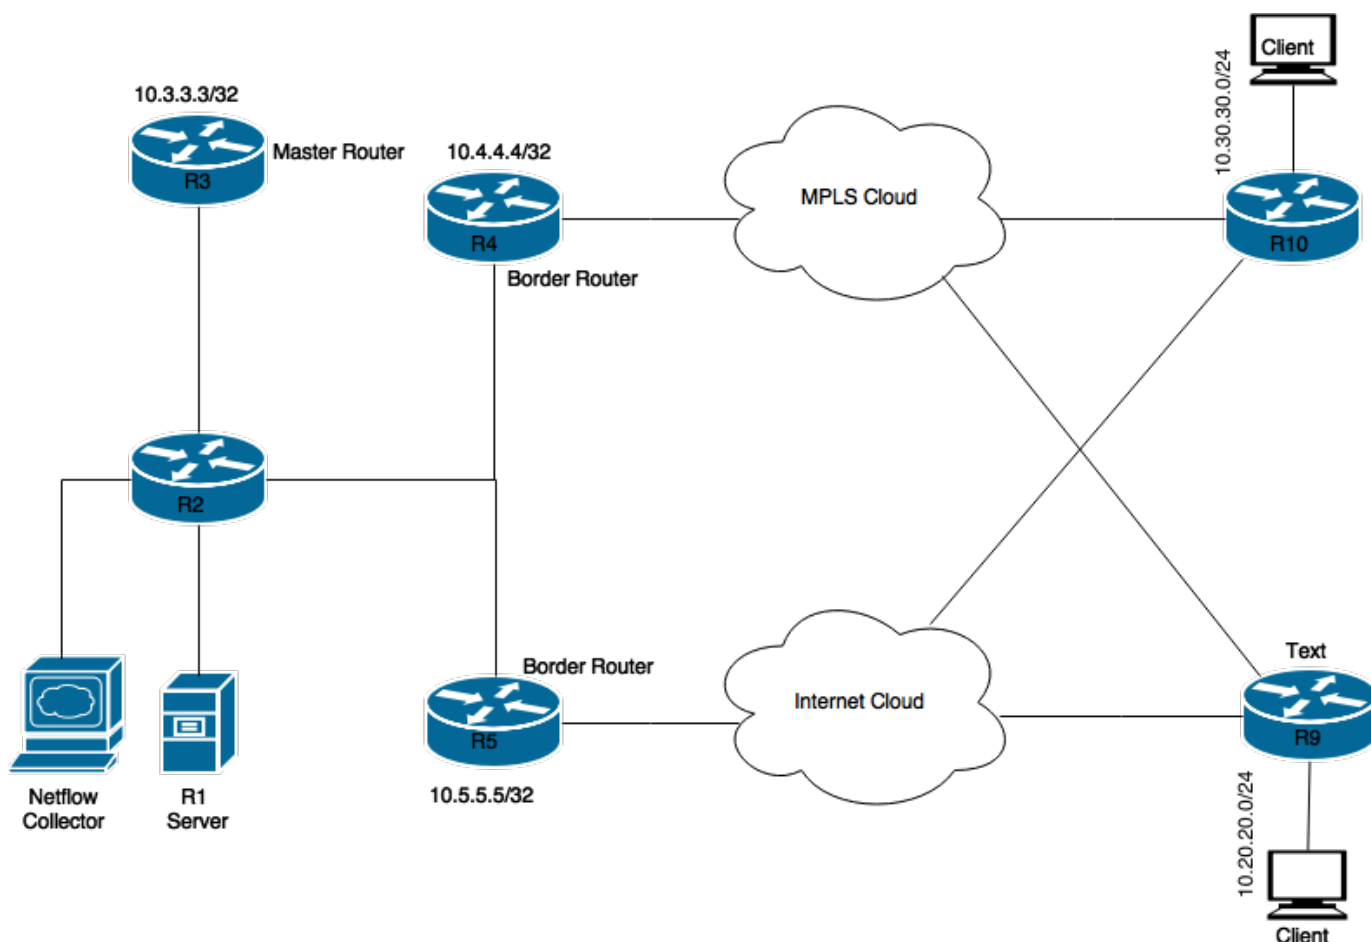 Client
10.30.30.0/24
10.3.3.3/32
R3
Master Router
10.4.4.4/32
R4
Border Router
MPLS Cloud
R10
R2
Border Router
R5
10.5.5.5/32
Internet Cloud
Text
R9
10.20.20.0/24
Netflow
Collector
R1
Server
Client